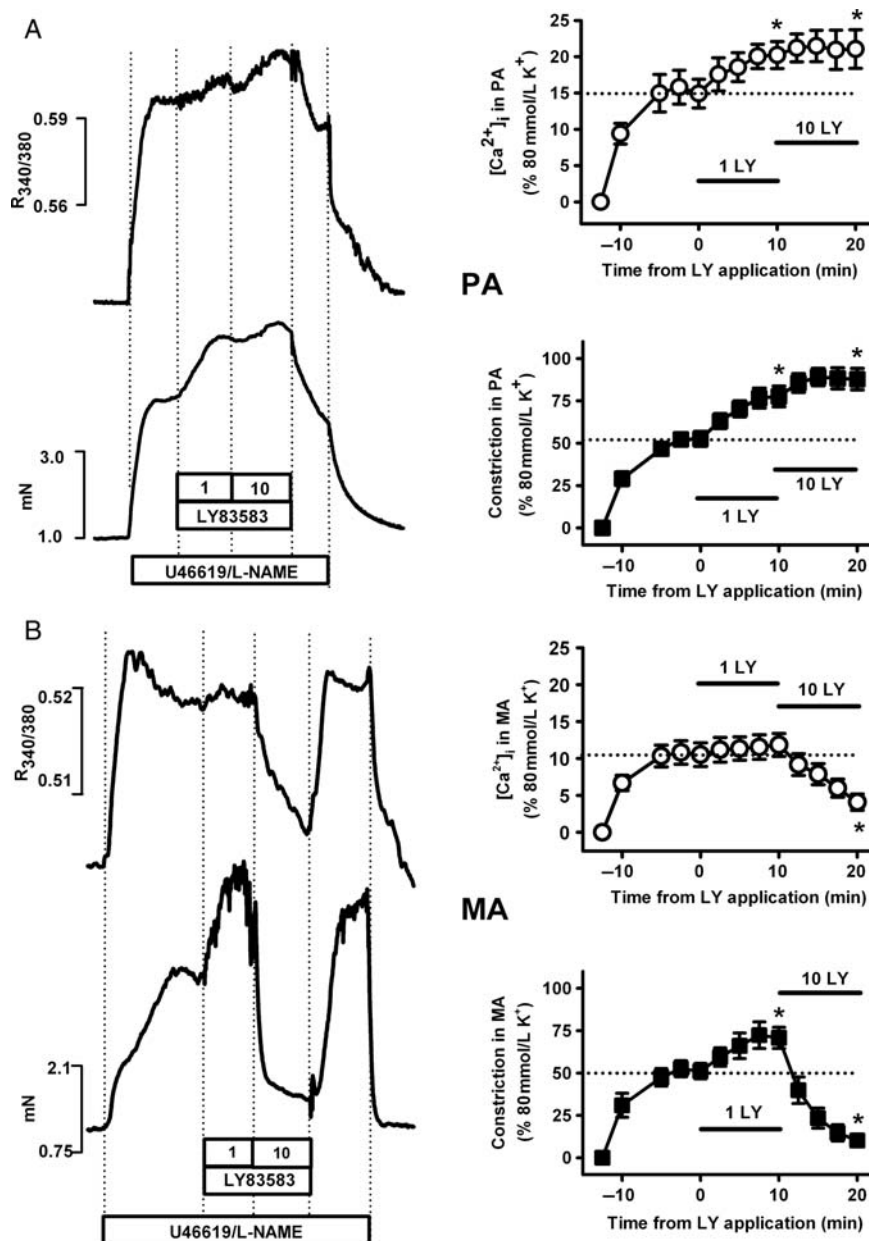 A
R340/380
0.59
0.56
mN
3.0
1.0
1 10
LY83583
U46619/L-NAME
[Ca2+]i in PA
(% 80 mmol/L K+)
25
20
15
10
5
0
* *
1 LY
10 LY
–10 0 10 20
Time from LY application (min)
PA
Constriction in PA
(% 80 mmol/L K+)
100
75
50
25
0
* *
1 LY
10 LY
–10 0 10 20
Time from LY application (min)
B
R340/380
0.52
0.51
mN
2.1
0.75
1 10
LY83583
U46619/L-NAME
[Ca2+]i in MA
(% 80 mmol/L K+)
25
20
15
10
5
0
1 LY
10 LY
*
–10 0 10 20
Time from LY application (min)
MA
Constriction in MA
(% 80 mmol/L K+)
100
75
50
25
0
10 LY
* *
1 LY
–10 0 10 20
Time from LY application (min)